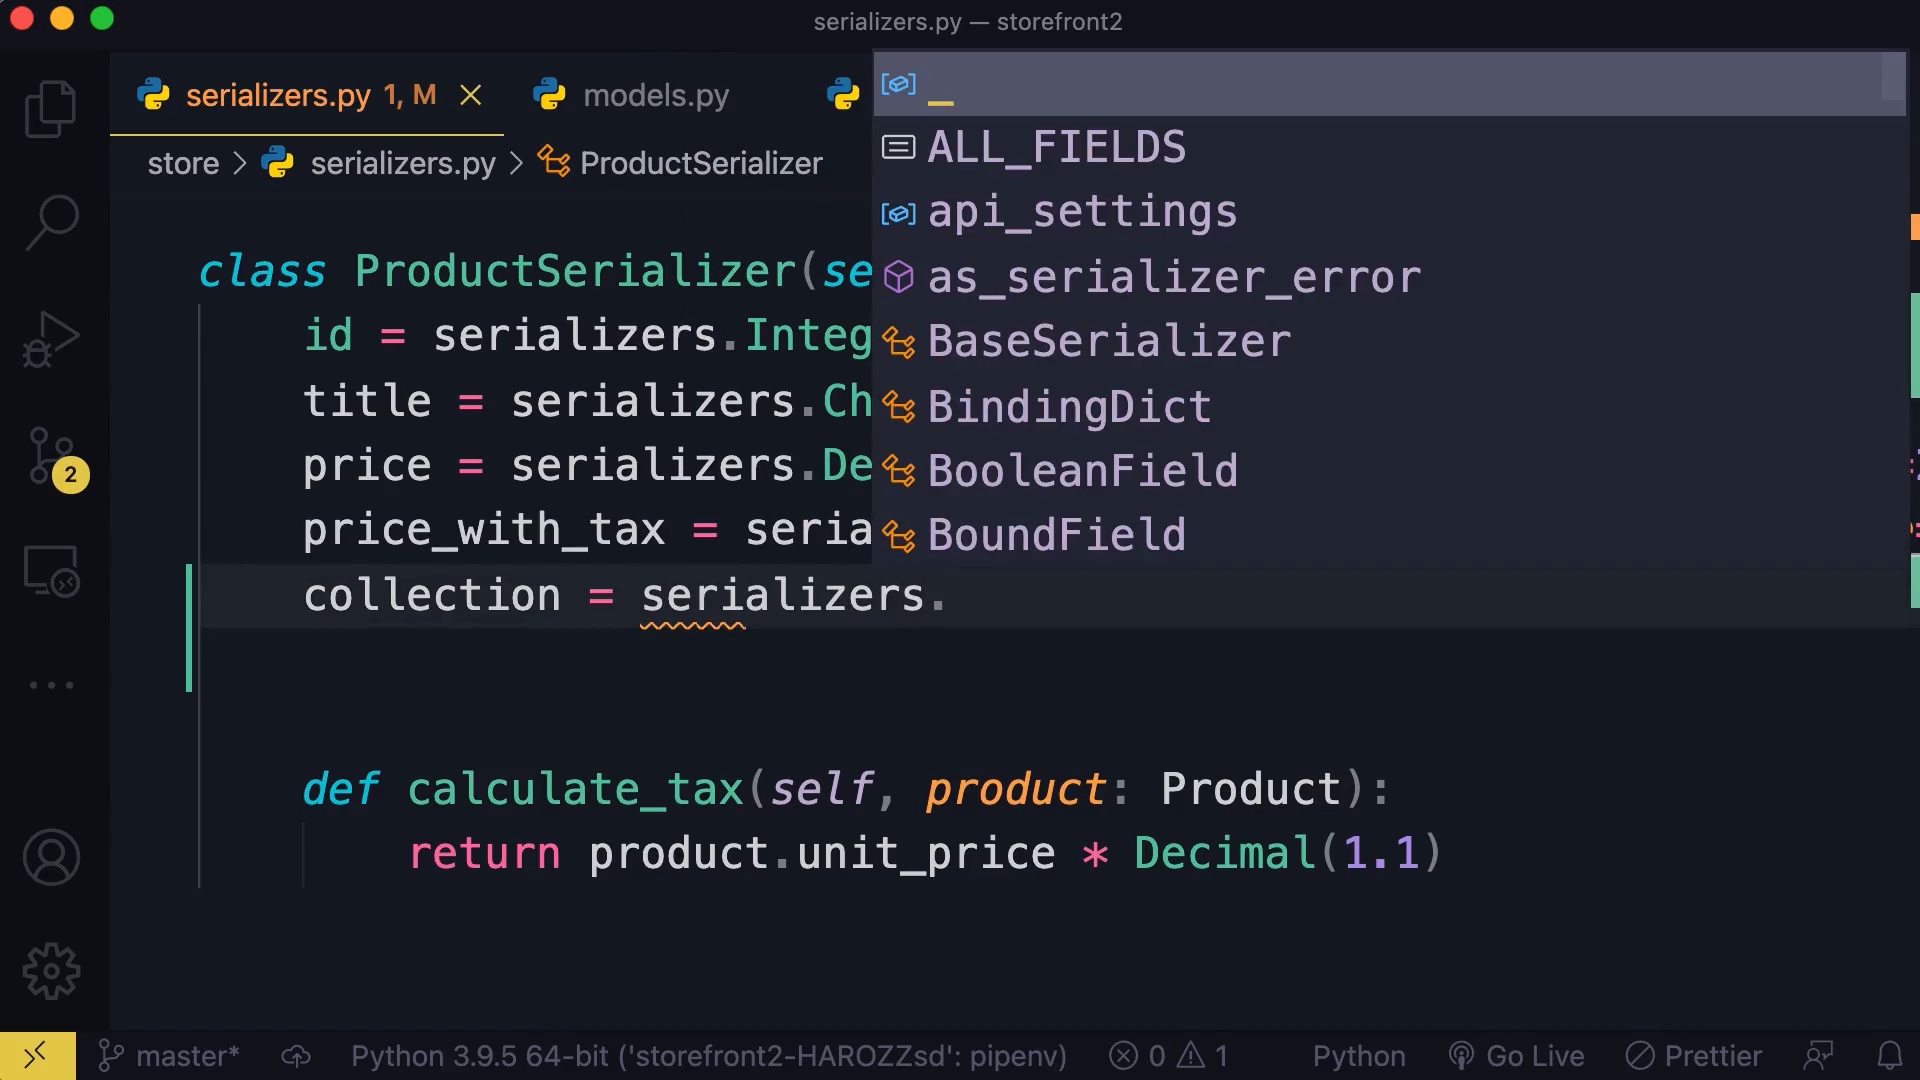 serializers.py — storefront2
serializers.py 1, M
models.py
store > serializers.py > ProductSerializer
_
ALL_FIELDS
api_settings
as_serializer_error
BaseSerializer
BindingDict
BooleanField
BoundField
class ProductSerializer(se
id = serializers.Integ
title = serializers.Ch
price = serializers.De
price_with_tax = seria
collection = serializers.
def calculate_tax(self, product: Product):
return product.unit_price * Decimal(1.1)
2
master* Python 3.9.5 64-bit ('storefront2-HAROZZsd': pipenv) 0 1 Python Go Live Prettier